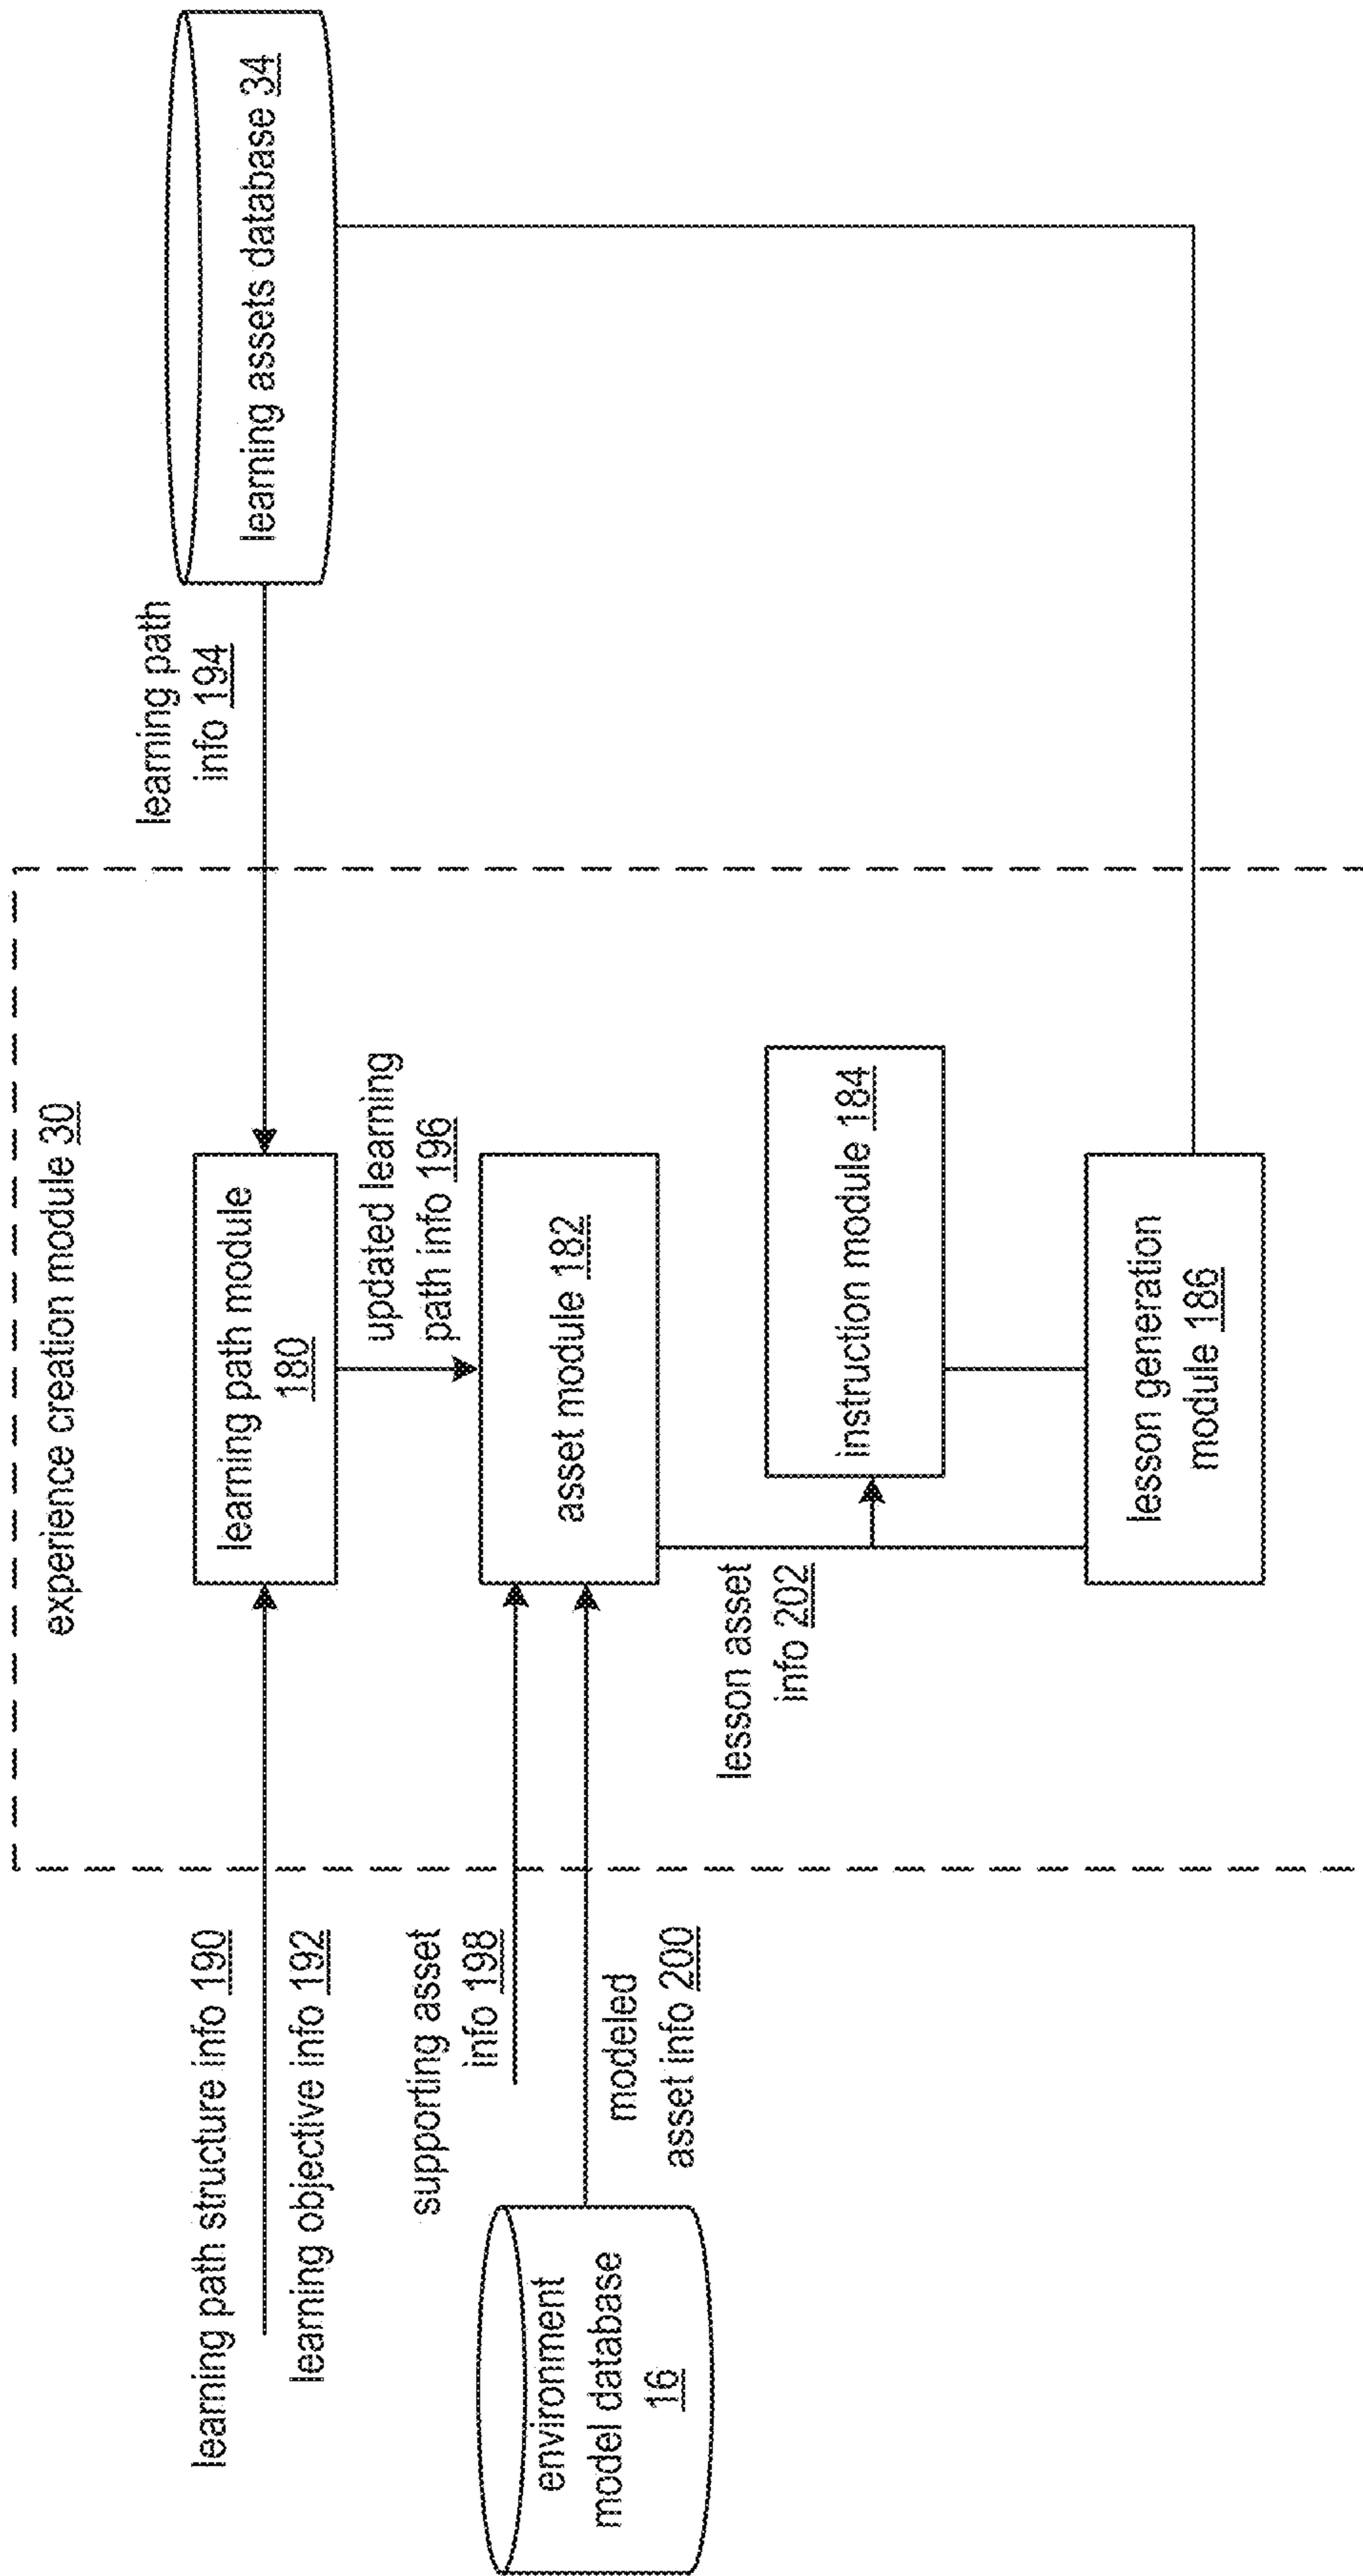 experience creation module 30
learning path structure info 190
learning objective info 192
learning path module
180
learning path
info 194
learning assets database 34
updated learning
path info 196
supporting asset
info 198
asset module 182
environment
model database
16
modeled
asset info 200
lesson asset
info 202
instruction module 184
lesson generation
module 186